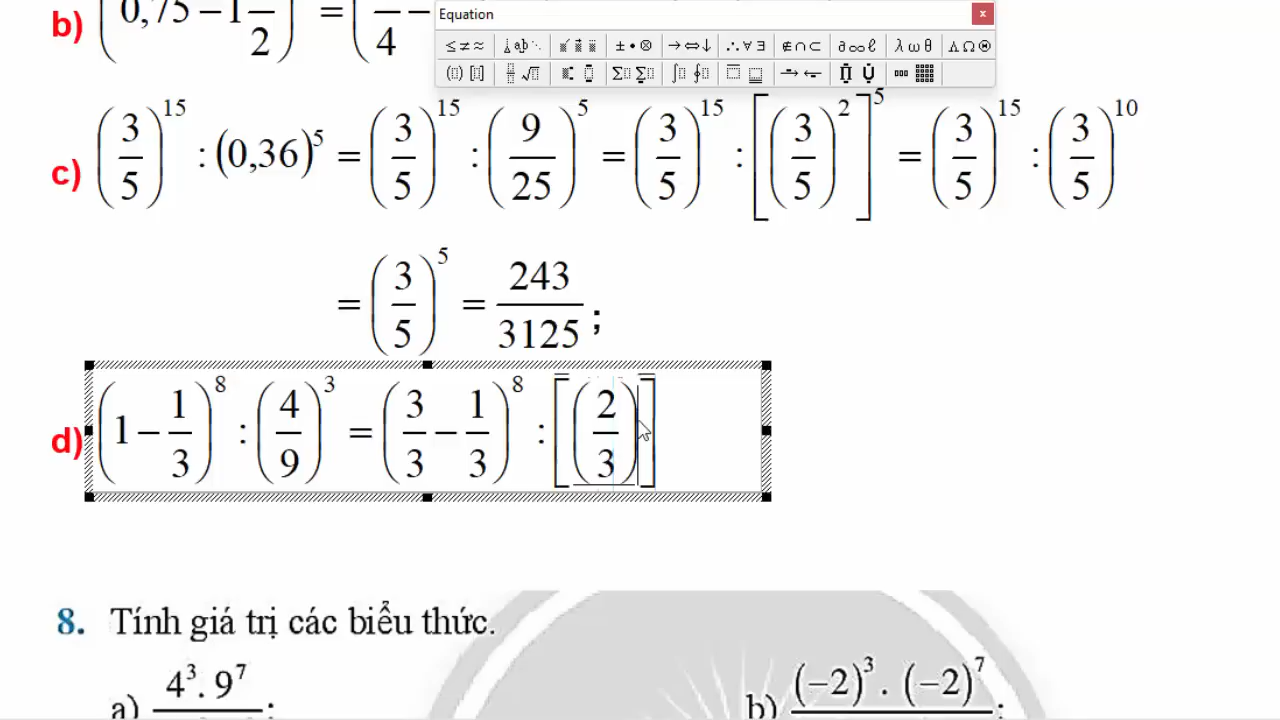 b) (0,75 − 1 1/2) = ( /4 −
Equation
c) (3/5)^15 : (0,36)^5 = (3/5)^15 : (9/25)^5 = (3/5)^15 : [(3/5)^2]^5 = (3/5)^15 : (3/5)^10
= (3/5)^5 = 243/3125 ;
d) (1 − 1/3)^8 : (4/9)^3 = (3/3 − 1/3)^8 : [(2/3)]
8. Tính giá trị các biểu thức.
a) 4^3 . 9^7 ;
b) (−2)^3 . (−2)^7 ;